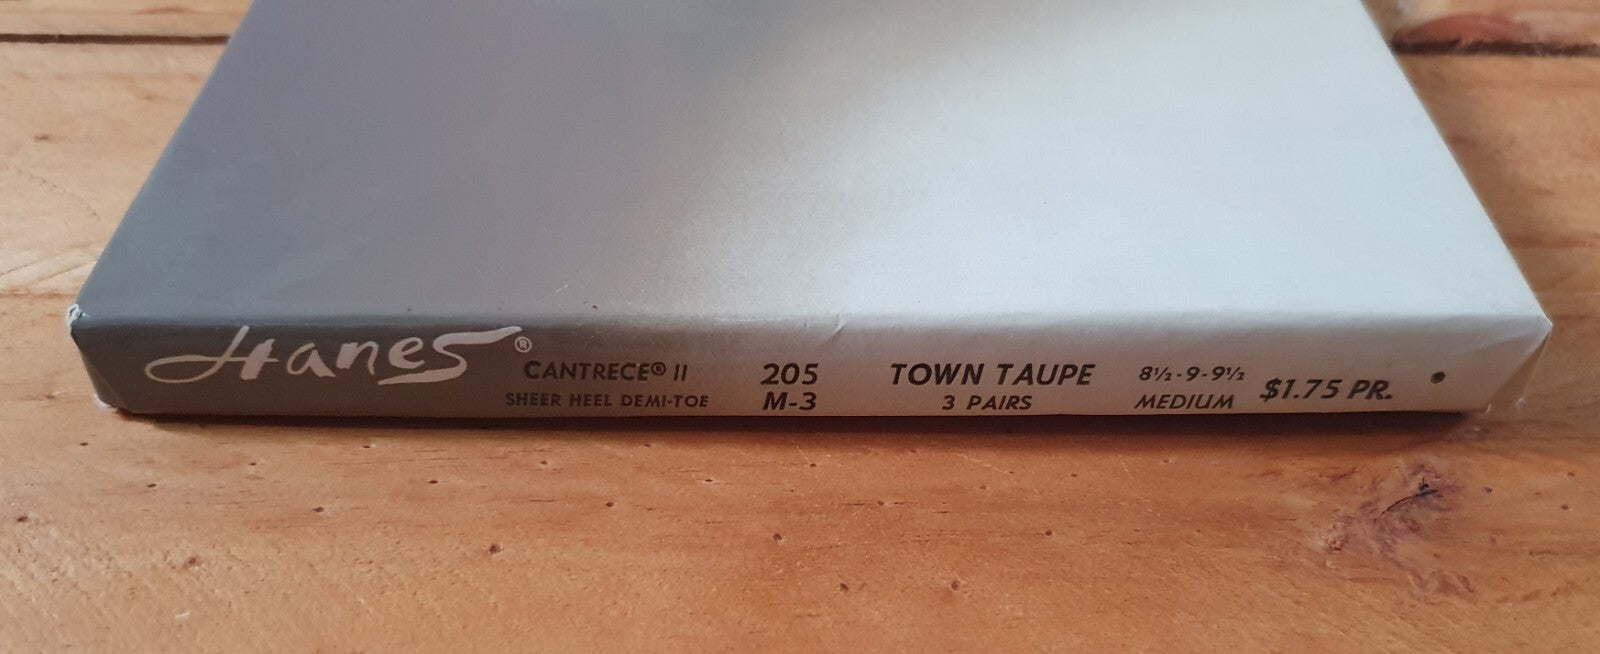 Hanes®
CANTRECE® II
SHEER HEEL DEMI-TOE
205
M-3
TOWN TAUPE
3 PAIRS
8½-9-9½
MEDIUM
$1.75 PR.